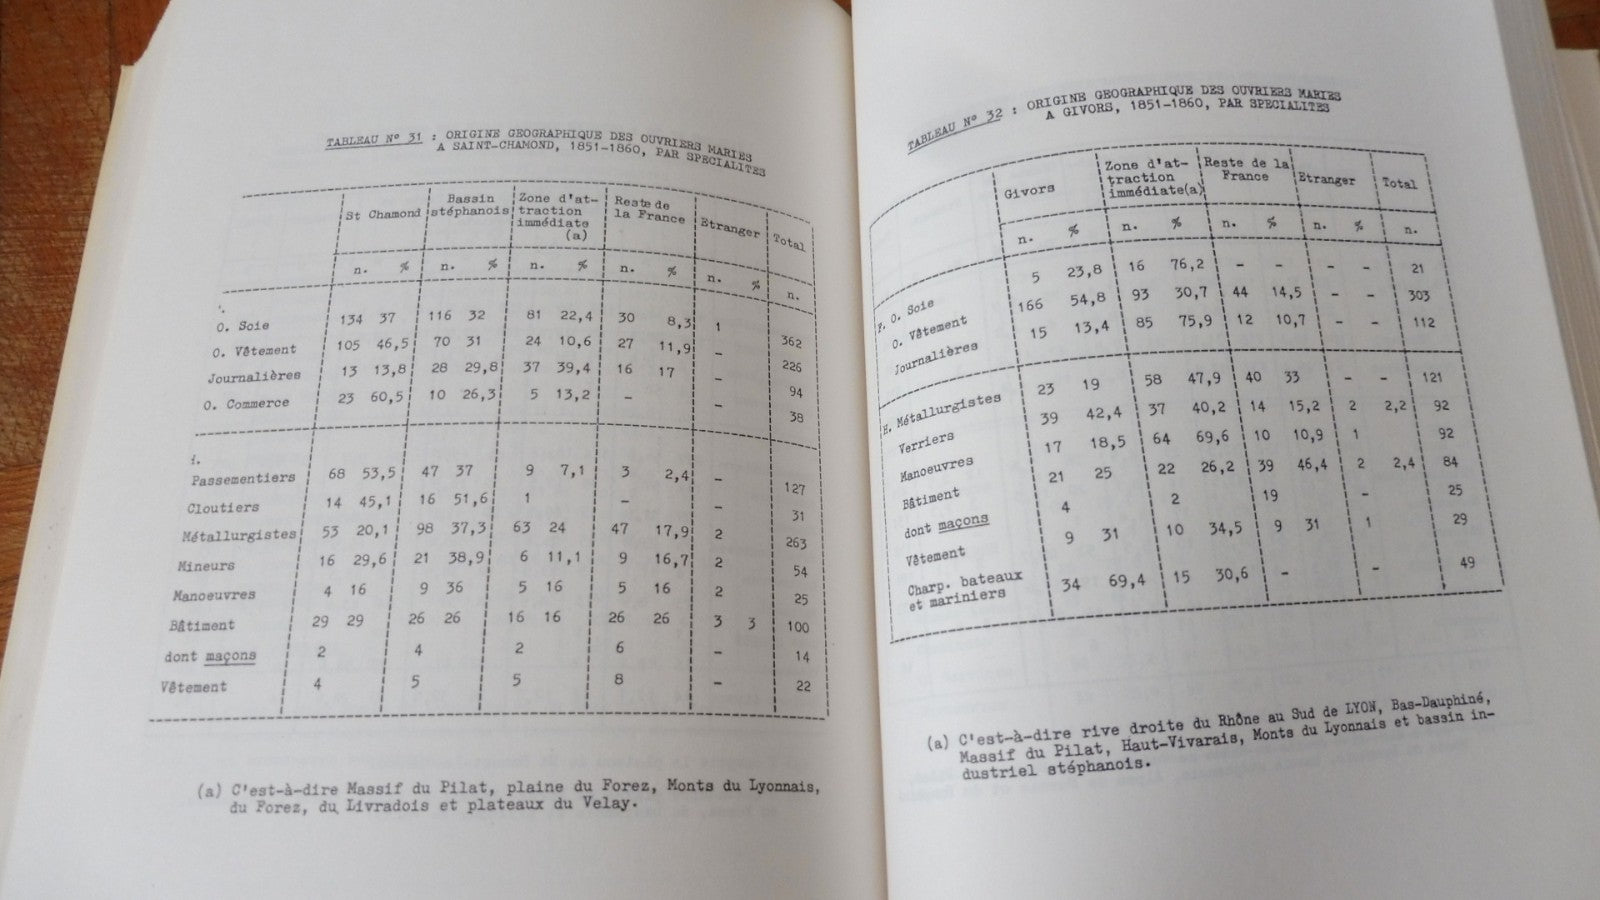 TABLEAU N° 31 : ORIGINE GEOGRAPHIQUE DES OUVRIERS MARIES
A SAINT-CHAMOND, 1851-1860, PAR SPECIALITES
St Chamond Bassin stéphanois Zone d'at-traction immédiate (a) Reste de la France Etranger Total
n. % n. % n. % n. % n. % n.
O. Soie 134 37 116 32 81 22,4 30 8,3 1 362
O. Vêtement 105 46,5 70 31 24 10,6 27 11,9 – 226
Journalières 13 13,8 28 29,8 37 39,4 16 17 – 94
O. Commerce 23 60,5 10 26,3 5 13,2 – – 38
Passementiers 68 53,5 47 37 9 7,1 3 2,4 – 127
Cloutiers 14 45,1 16 51,6 1 – – 31
Métallurgistes 53 20,1 98 37,3 63 24 47 17,9 2 263
Mineurs 16 29,6 21 38,9 6 11,1 9 16,7 2 54
Manoeuvres 4 16 9 36 5 16 5 16 2 25
Bâtiment 29 29 26 26 16 16 26 26 3 3 100
dont maçons 2 4 2 6 – 14
Vêtement 4 5 5 8 – 22
(a) C'est-à-dire Massif du Pilat, plaine du Forez, Monts du Lyonnais,
du Forez, du Livradois et plateaux du Velay.
TABLEAU N° 32 : ORIGINE GEOGRAPHIQUE DES OUVRIERS MARIES
A GIVORS, 1851-1860, PAR SPECIALITES
Givors Zone d'at-traction immédiate(a) Reste de la France Etranger Total
n. % n. % n. % n. % n.
F. O. Soie 5 23,8 16 76,2 – – – – 21
O. Vêtement 166 54,8 93 30,7 44 14,5 – – 303
Journalières 15 13,4 85 75,9 12 10,7 – – 112
H. Métallurgistes 23 19 58 47,9 40 33 – – 121
Verriers 39 42,4 37 40,2 14 15,2 2 2,2 92
Manoeuvres 17 18,5 64 69,6 10 10,9 1 92
Bâtiment 21 25 22 26,2 39 46,4 2 2,4 84
dont maçons 4 2 19 – 25
Vêtement 9 31 10 34,5 9 31 1 29
Charp. bateaux
et mariniers 34 69,4 15 30,6 – – 49
(a) C'est-à-dire rive droite du Rhône au Sud de LYON, Bas-Dauphiné,
Massif du Pilat, Haut-Vivarais, Monts du Lyonnais et bassin in-
dustriel stéphanois.